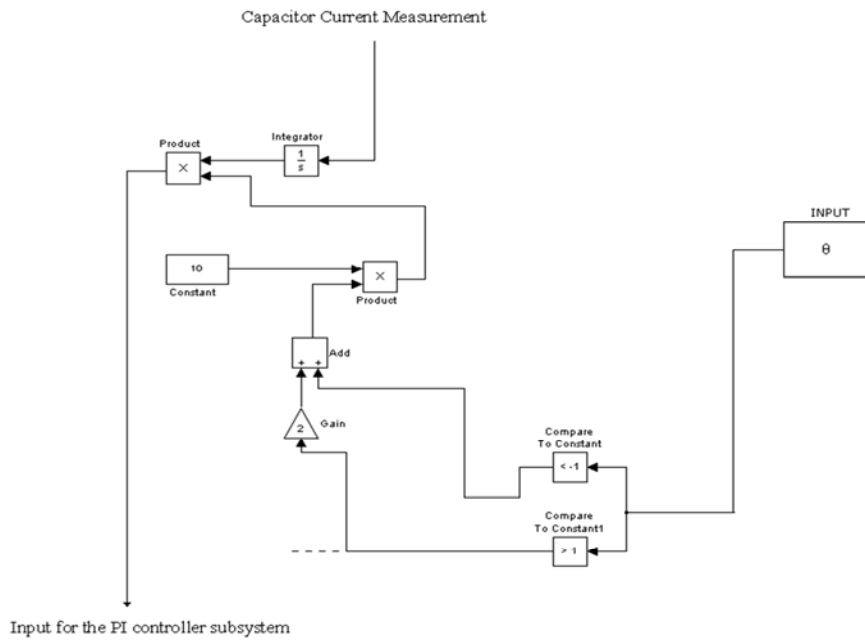 Capacitor Current Measurement
Product
×
Integrator
1
s
INPUT
θ
10
Constant
×
Product
Add
+ +
2
Gain
Compare
To Constant
< -1
Compare
To Constant1
> 1
Input for the PI controller subsystem